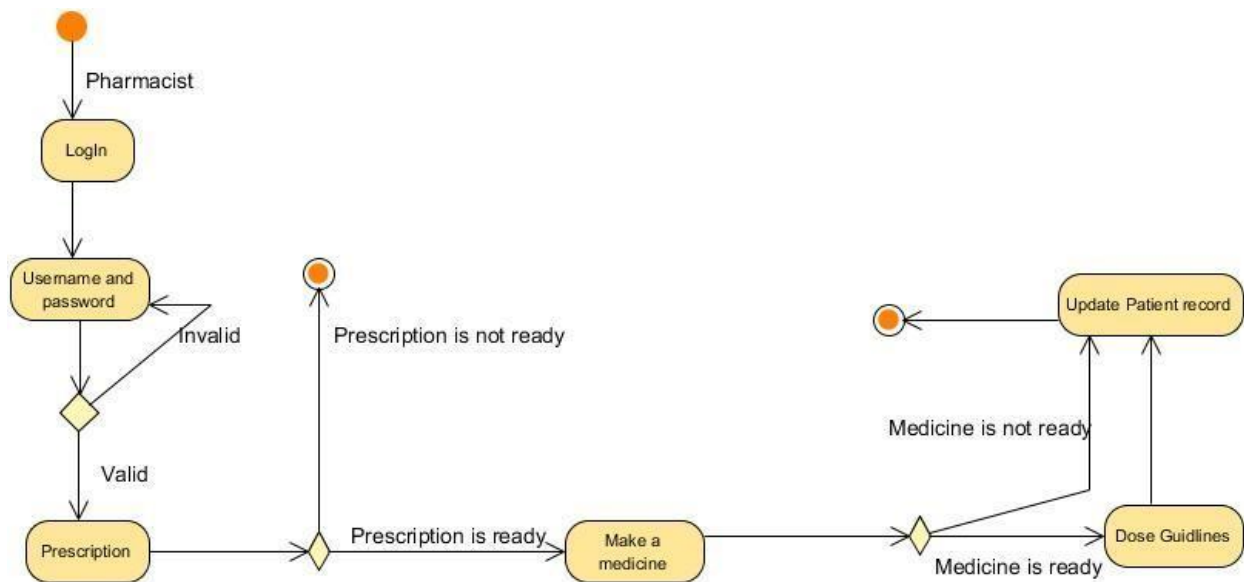 Pharmacist
LogIn
Username and
password
Invalid
Valid
Prescription
Prescription is not ready
Prescription is ready
Make a
medicine
Medicine is not ready
Medicine is ready
Dose Guidlines
Update Patient record